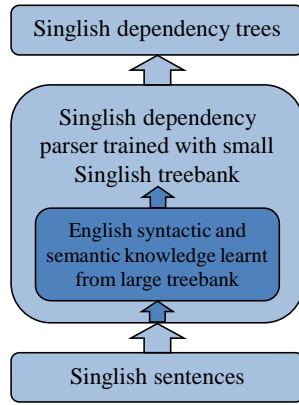 Singlish dependency trees
Singlish dependency
parser trained with small
Singlish treebank
English syntactic and
semantic knowledge learnt
from large treebank
Singlish sentences